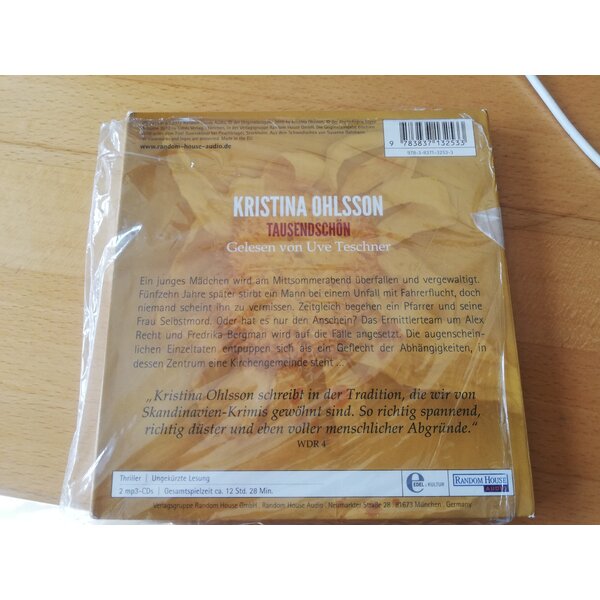 www.random-house-audio.de
9 783837 132533
KRISTINA OHLSSON
TAUSENDSCHÖN
Gelesen von Uve Teschner
Ein junges Mädchen wird am Mittsommerabend überfallen und vergewaltigt.
Fünfzehn Jahre später stirbt ein Mann bei einem Unfall mit Fahrerflucht, doch
niemand scheint ihn zu vermissen. Zeitgleich begehen ein Pfarrer und seine
Frau Selbstmord. Oder hat es nur den Anschein? Das Ermittlerteam um Alex
Recht und Fredrika Bergman wird auf die Fälle angesetzt. Die augenschein-
lichen Einzeltaten entpuppen sich als ein Geflecht der Abhängigkeiten, in
dessen Zentrum eine Kirchengemeinde steht ...
„Kristina Ohlsson schreibt in der Tradition, die wir von
Skandinavien-Krimis gewöhnt sind. So richtig spannend,
richtig düster und eben voller menschlicher Abgründe.“
WDR 4
Thriller | Ungekürzte Lesung
2 mp3-CDs | Gesamtspielzeit ca. 12 Std. 28 Min.
e EDEL:KULTUR
RANDOM HOUSE
AUDIO
Verlagsgruppe Random House GmbH . Random House Audio . Neumarkter Straße 28 . 81673 München . Germany